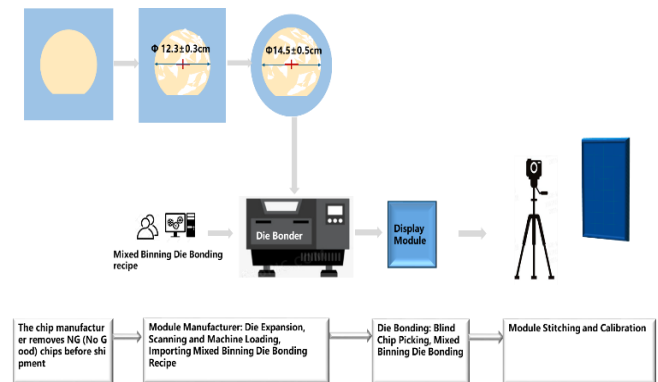 Φ 12.3±0.3cm
Φ14.5±0.5cm
Die Bonder
Display
Module
Mixed Binning Die Bonding
recipe
The chip manufactur
er removes NG (No G
ood) chips before shi
pment
Module Manufacturer: Die Expansion,
Scanning and Machine Loading,
Importing Mixed Binning Die Bonding
Recipe
Die Bonding: Blind
Chip Picking, Mixed
Binning Die Bonding
Module Stitching and Calibration